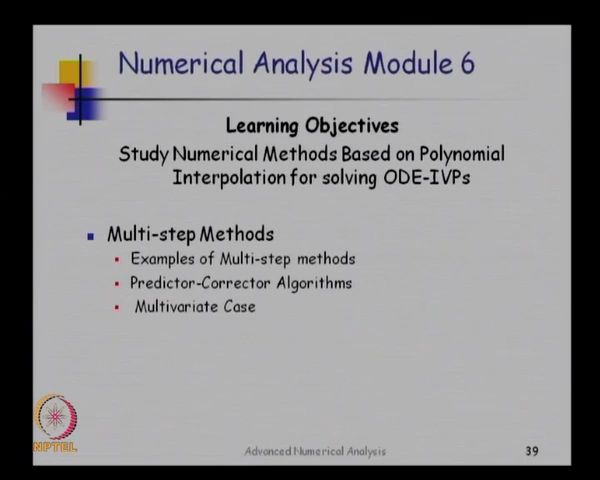 Numerical Analysis Module 6
Learning Objectives
Study Numerical Methods Based on Polynomial
Interpolation for solving ODE-IVPs
Multi-step Methods
Examples of Multi-step methods
Predictor-Corrector Algorithms
Multivariate Case
NPTEL
Advanced Numerical Analysis
39